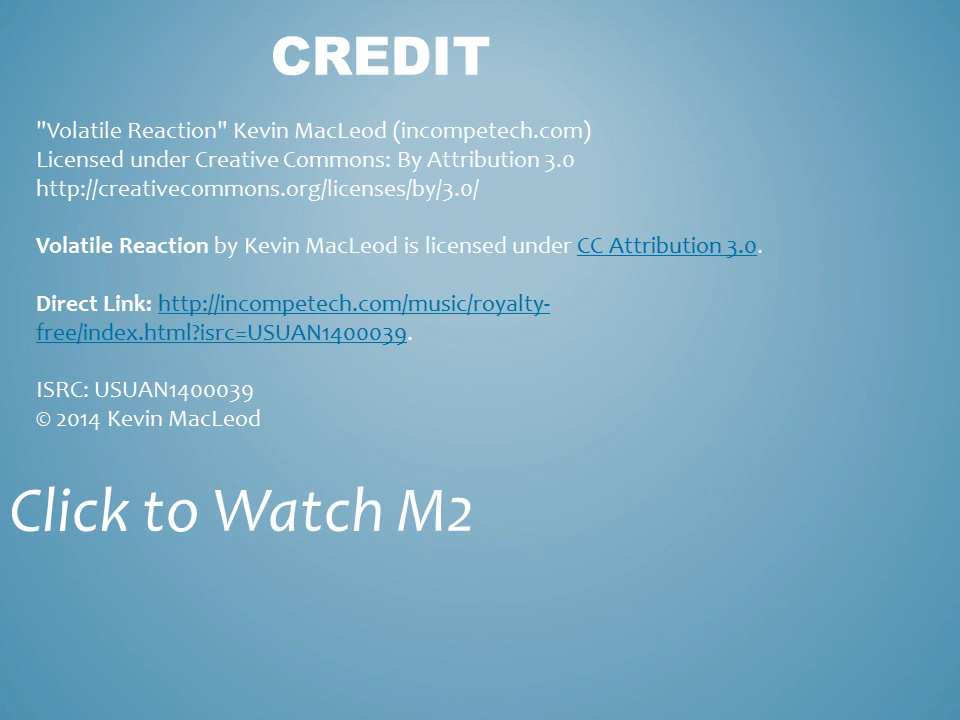 CREDIT
"Volatile Reaction" Kevin MacLeod (incompetech.com)
Licensed under Creative Commons: By Attribution 3.0
http://creativecommons.org/licenses/by/3.0/
Volatile Reaction by Kevin MacLeod is licensed under CC Attribution 3.0.
Direct Link: http://incompetech.com/music/royalty-
free/index.html?isrc=USUAN1400039.
ISRC: USUAN1400039
© 2014 Kevin MacLeod
Click to Watch M2